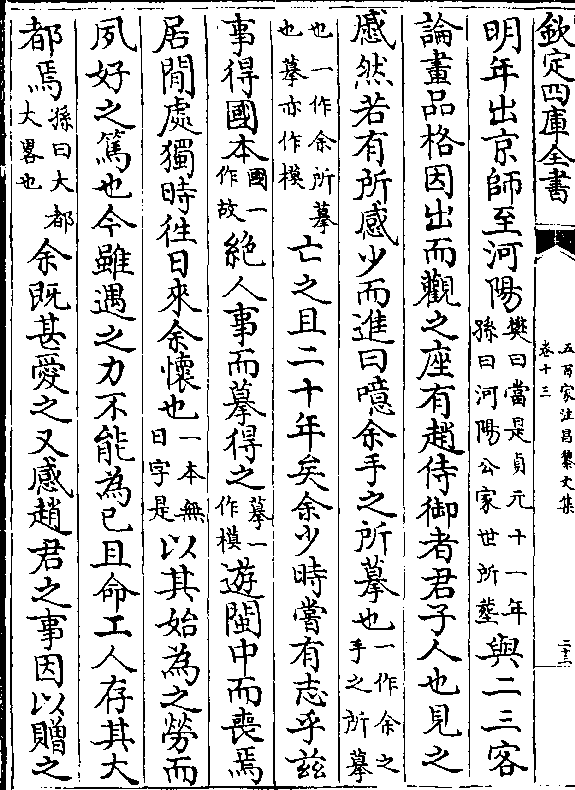 欽定四庫全書
五百家注昌黎文集
卷十三
二十三
明年出京師至河陽樊曰當是貞元十一年孫曰河陽公家世所塟與二三客
論畫品格因出而觀之座有趙侍御者君子人也見之
慼然若有所感少而進曰噫余手之所摹也一作余之手之所摹
也一作余所摹也摹亦作模亡之且二十年矣余少時嘗有志乎兹
事得國本國一作故絶人事而摹得之摹一作模遊閩中而喪焉
居閒處獨時往日來余懷也一本無日字是以其始為之勞而
夙好之篤也今雖遇之力不能為已且命工人存其大
都焉孫曰大都大畧也余既甚愛之又感趙君之事因以贈之